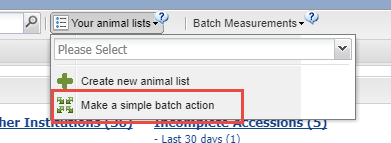 Your animal lists ? Batch Measurements ?
Please Select
Create new animal list
Make a simple batch action
her Institutions (36) Incomplete Accessions (5)
- Last 30 days (1)